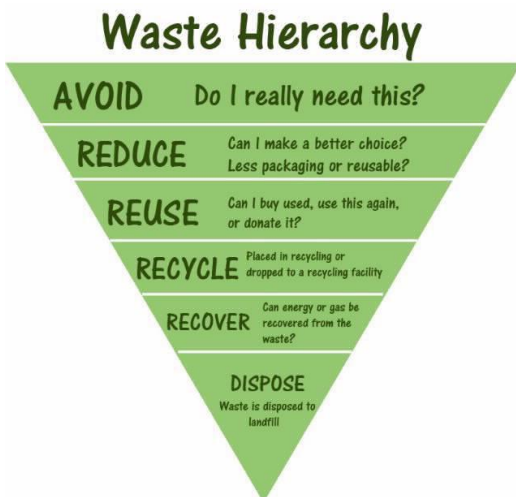 Waste Hierarchy
AVOID Do I really need this?
REDUCE Can I make a better choice?
Less packaging or reusable?
REUSE Can I buy used, use this again,
or donate it?
RECYCLE Placed in recycling or
dropped to a recycling facility
RECOVER Can energy or gas be
recovered from the
waste?
DISPOSE
Waste is disposed to
landfill